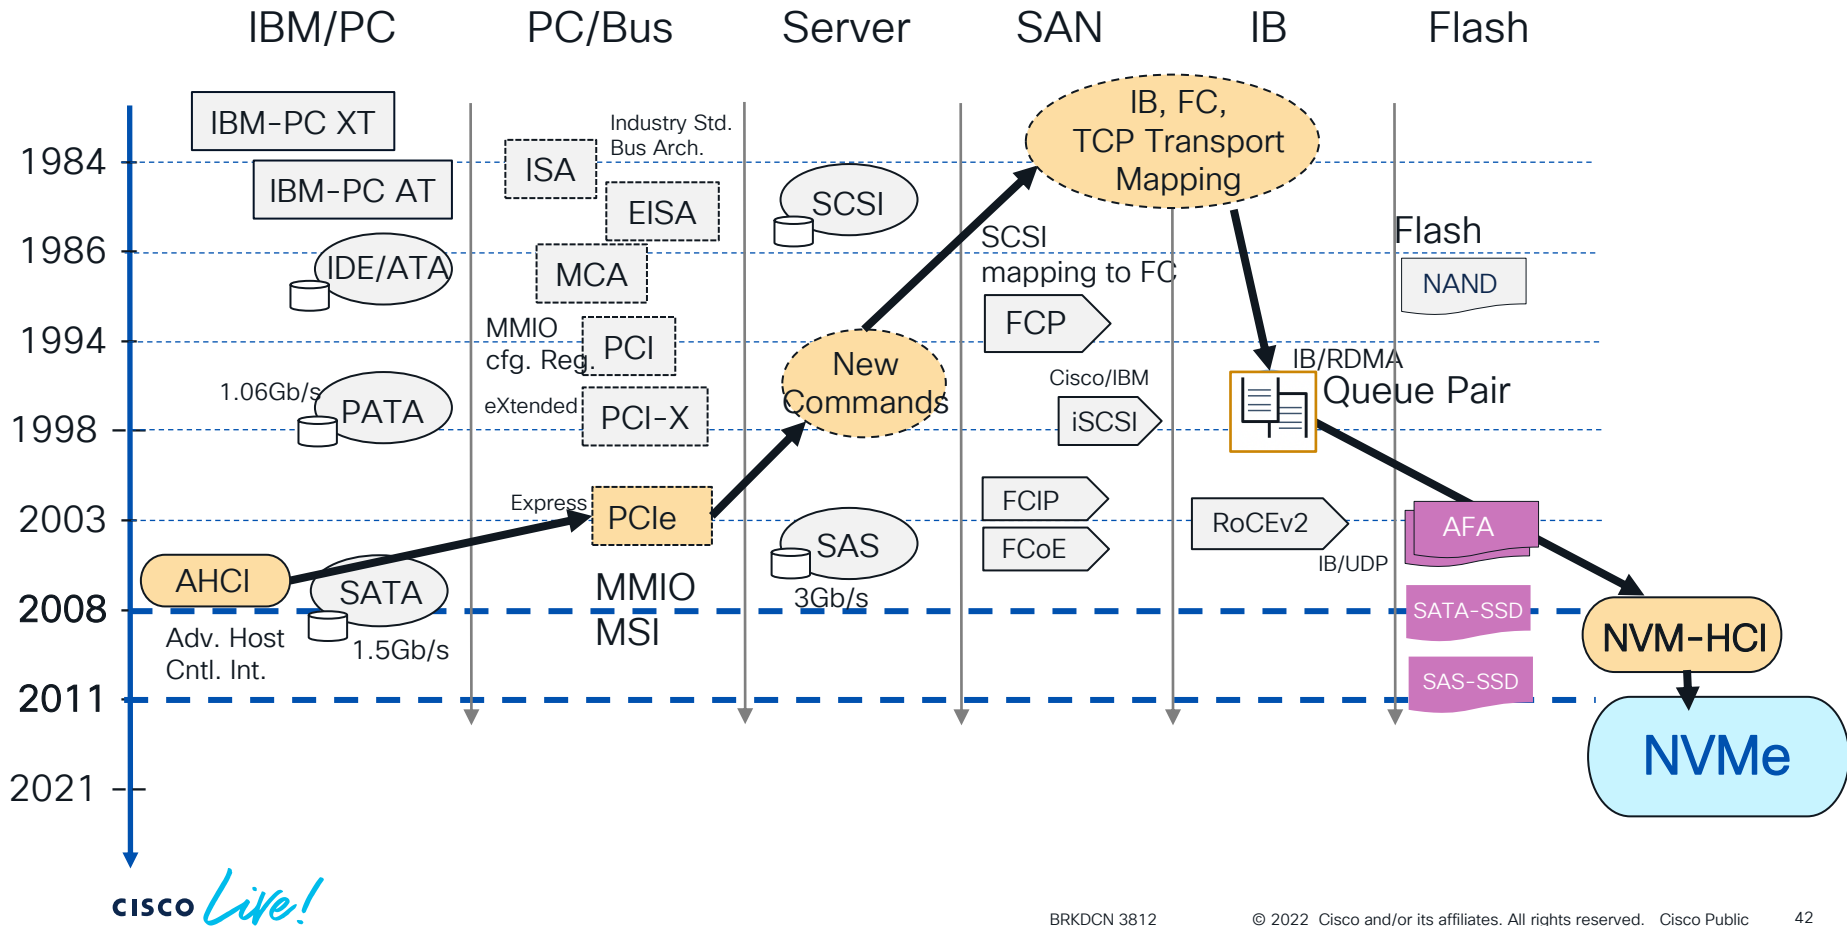 IBM/PC
PC/Bus
Server
SAN
IB
Flash
IBM-PC XT
Industry Std.
Bus Arch.
IB, FC,
TCP Transport
Mapping
1984
ISA
IBM-PC AT
EISA
SCSI
1986
IDE/ATA
MCA
SCSI
mapping to FC
Flash
NAND
1994
MMIO
cfg. Reg.
PCI
FCP
New
Commands
IB/RDMA
Queue Pair
1.06Gb/s
PATA
eXtended
PCI-X
Cisco/IBM
iSCSI
1998
2003
Express
PCIe
SAS
3Gb/s
FCIP
FCoE
RoCEv2
IB/UDP
AFA
AHCI
SATA
MMIO
MSI
2008
Adv. Host
Cntl. Int.
1.5Gb/s
SATA-SSD
NVM-HCI
2011
SAS-SSD
NVMe
2021
CISCO Live!
BRKDCN 3812
© 2022 Cisco and/or its affiliates. All rights reserved. Cisco Public
42